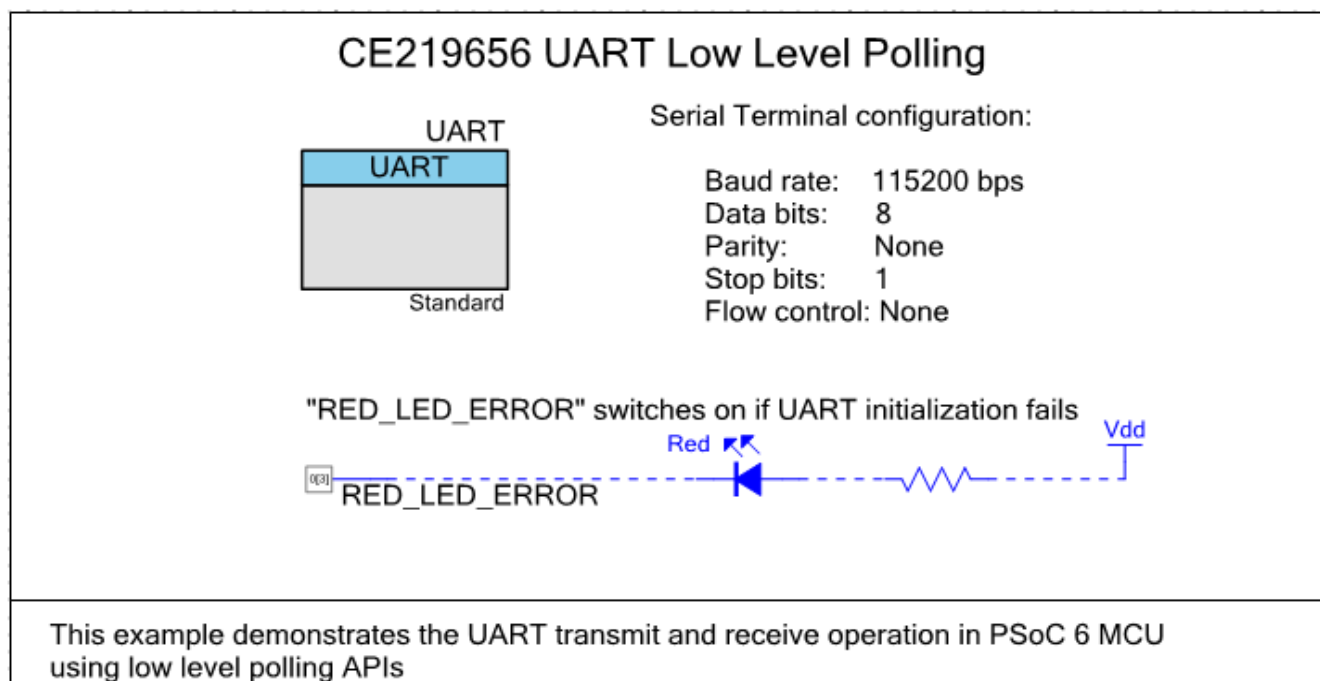 CE219656 UART Low Level Polling
UART
UART
Standard
Serial Terminal configuration:
Baud rate: 115200 bps
Data bits: 8
Parity: None
Stop bits: 1
Flow control: None
"RED_LED_ERROR" switches on if UART initialization fails
Red
Vdd
0[3]
RED_LED_ERROR
This example demonstrates the UART transmit and receive operation in PSoC 6 MCU
using low level polling APIs